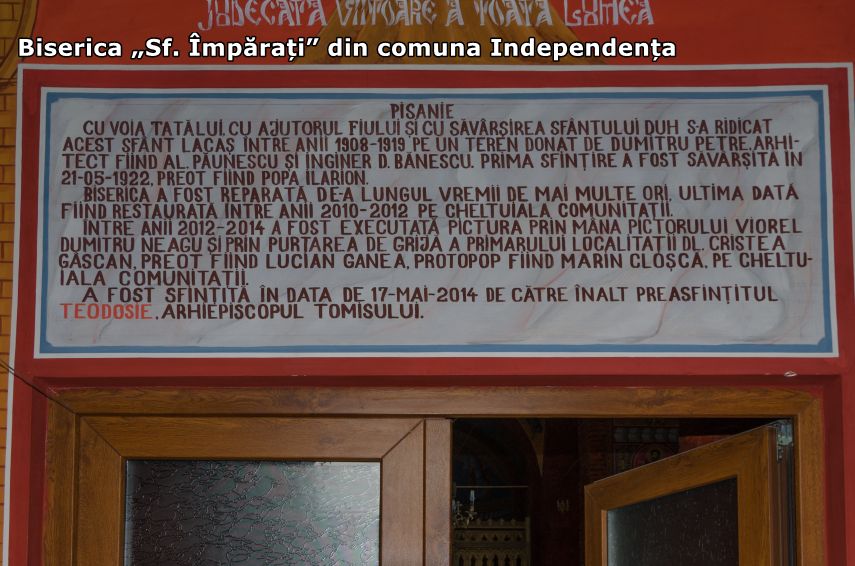 JUDECATA VIITOARE A TOATĂ LUMEA
Biserica „Sf. Împărați” din comuna Independența
PISANIE
CU VOIA TATĂLUI, CU AJUTORUL FIULUI ȘI CU SĂVÂRȘIREA SFÂNTULUI DUH S-A RIDICAT
ACEST SFÂNT LACAȘ ÎNTRE ANII 1908-1919 PE UN TEREN DONAT DE DUMITRU PETRE, ARHI-
TECT FIIND AL. PĂUNESCU ȘI INGINER D. BĂNESCU. PRIMA SFINȚIRE A FOST SĂVÂRȘITĂ ÎN
21-05-1922, PREOT FIIND POPA ILARION.
BISERICA A FOST REPARATĂ, DE-A LUNGUL VREMII DE MAI MULTE ORI, ULTIMA DATĂ
FIIND RESTAURATĂ ÎNTRE ANII 2010-2012 PE CHELTUIALA COMUNITĂȚII.
ÎNTRE ANII 2012-2014 A FOST EXECUTATĂ PICTURA PRIN MÂNA PICTORULUI VIOREL
DUMITRU NEAGU ȘI PRIN PURTAREA DE GRIJĂ A PRIMARULUI LOCALITĂȚII DL. CRISTEA
GÂSCAN, PREOT FIIND LUCIAN GANEA, PROTOPOP FIIND MARIN CLOȘCĂ, PE CHELTU-
IALA COMUNITĂȚII.
A FOST SFINȚITĂ ÎN DATA DE 17-MAI-2014 DE CĂTRE ÎNALT PREASFINȚITUL
TEODOSIE, ARHIEPISCOPUL TOMISULUI.